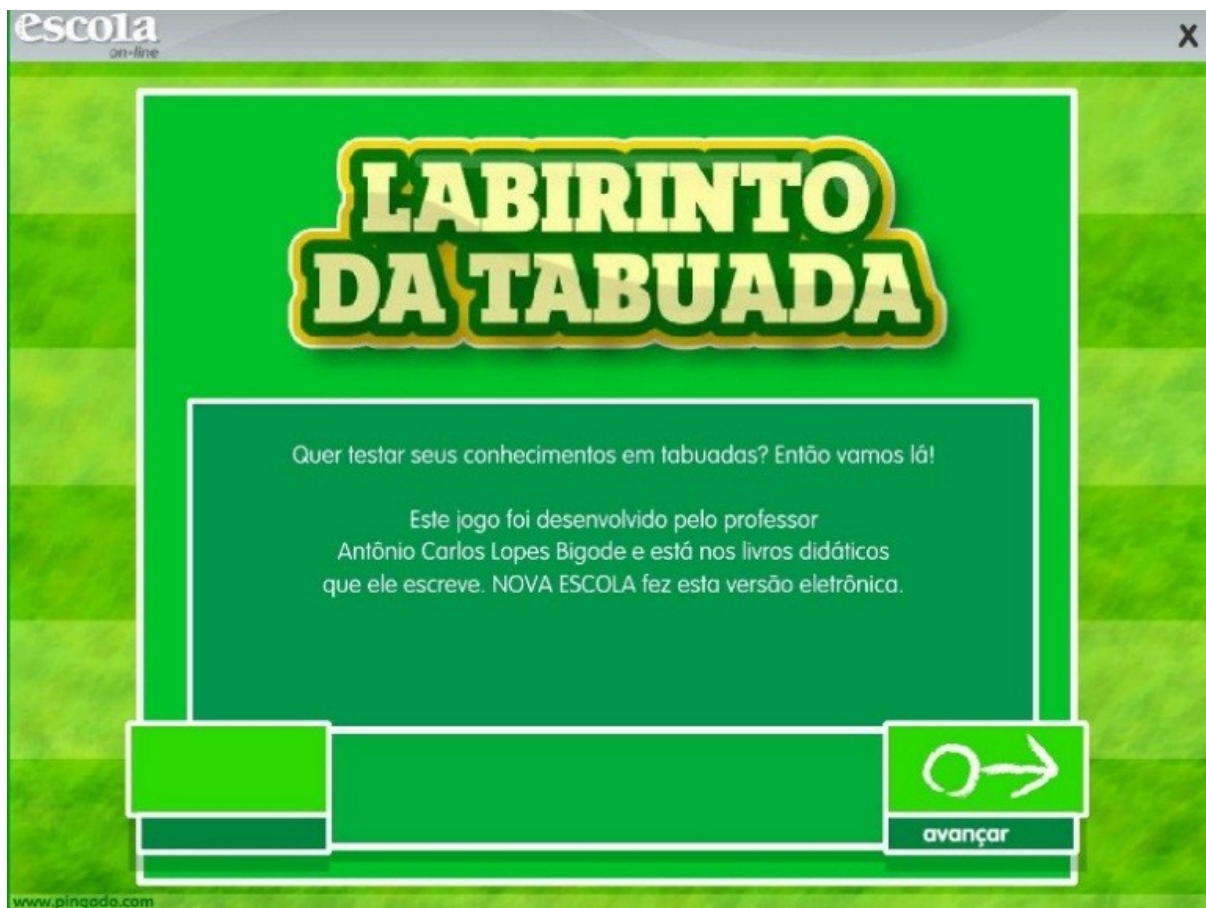 escola
on-line
X
LABIRINTO
DA TABUADA
Quer testar seus conhecimentos em tabuadas? Então vamos lá!
Este jogo foi desenvolvido pelo professor
Antônio Carlos Lopes Bigode e está nos livros didáticos
que ele escreve. NOVA ESCOLA fez esta versão eletrônica.
avançar
www.pingado.com